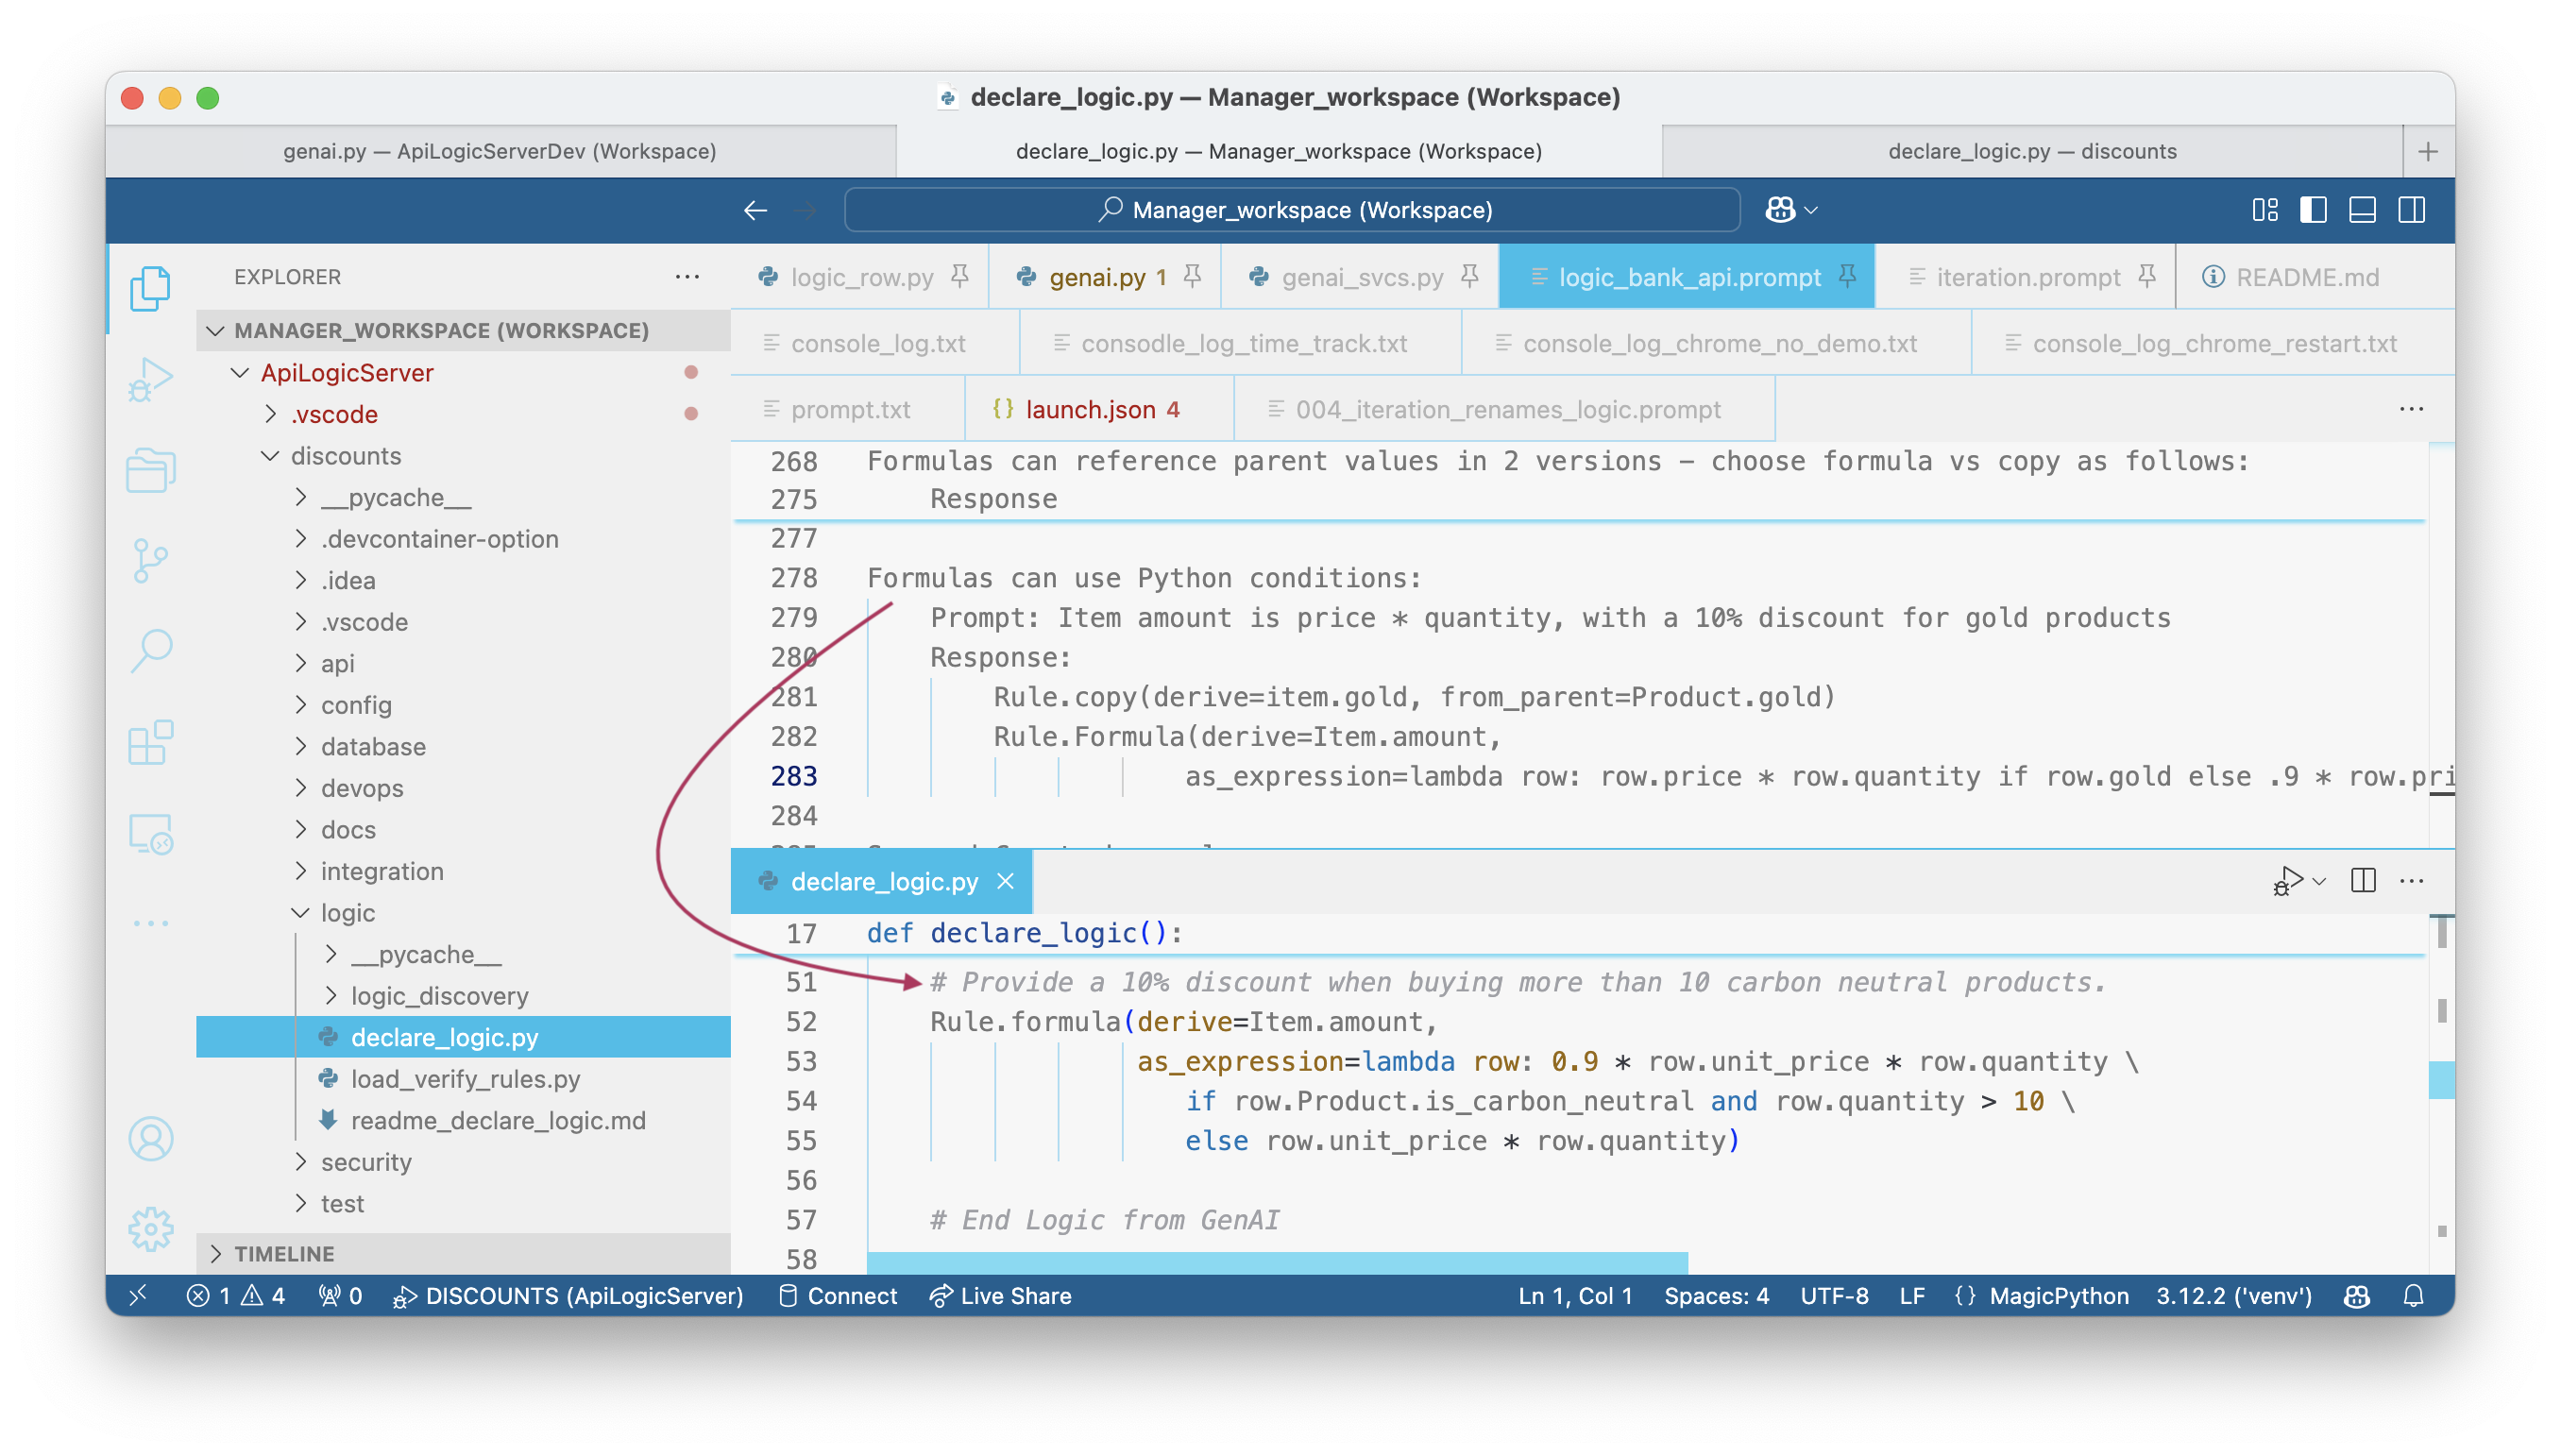 declare_logic.py — Manager_workspace (Workspace)
genai.py — ApiLogicServerDev (Workspace)
declare_logic.py — Manager_workspace (Workspace)
declare_logic.py — discounts
Manager_workspace (Workspace)
EXPLORER
MANAGER_WORKSPACE (WORKSPACE)
ApiLogicServer
.vscode
discounts
__pycache__
.devcontainer-option
.idea
.vscode
api
config
database
devops
docs
integration
logic
__pycache__
logic_discovery
declare_logic.py
load_verify_rules.py
readme_declare_logic.md
security
test
TIMELINE
logic_row.py
genai.py 1
genai_svcs.py
logic_bank_api.prompt
iteration.prompt
README.md
console_log.txt
consodle_log_time_track.txt
console_log_chrome_no_demo.txt
console_log_chrome_restart.txt
prompt.txt
launch.json 4
004_iteration_renames_logic.prompt
268 Formulas can reference parent values in 2 versions – choose formula vs copy as follows:
275 Response
277
278 Formulas can use Python conditions:
279 Prompt: Item amount is price * quantity, with a 10% discount for gold products
280 Response:
281 Rule.copy(derive=item.gold, from_parent=Product.gold)
282 Rule.Formula(derive=Item.amount,
283 as_expression=lambda row: row.price * row.quantity if row.gold else .9 * row.pri
284
declare_logic.py
17 def declare_logic():
51 # Provide a 10% discount when buying more than 10 carbon neutral products.
52 Rule.formula(derive=Item.amount,
53 as_expression=lambda row: 0.9 * row.unit_price * row.quantity \
54 if row.Product.is_carbon_neutral and row.quantity > 10 \
55 else row.unit_price * row.quantity)
56
57 # End Logic from GenAI
58
1 4 0 DISCOUNTS (ApiLogicServer) Connect Live Share Ln 1, Col 1 Spaces: 4 UTF-8 LF {} MagicPython 3.12.2 ('venv')